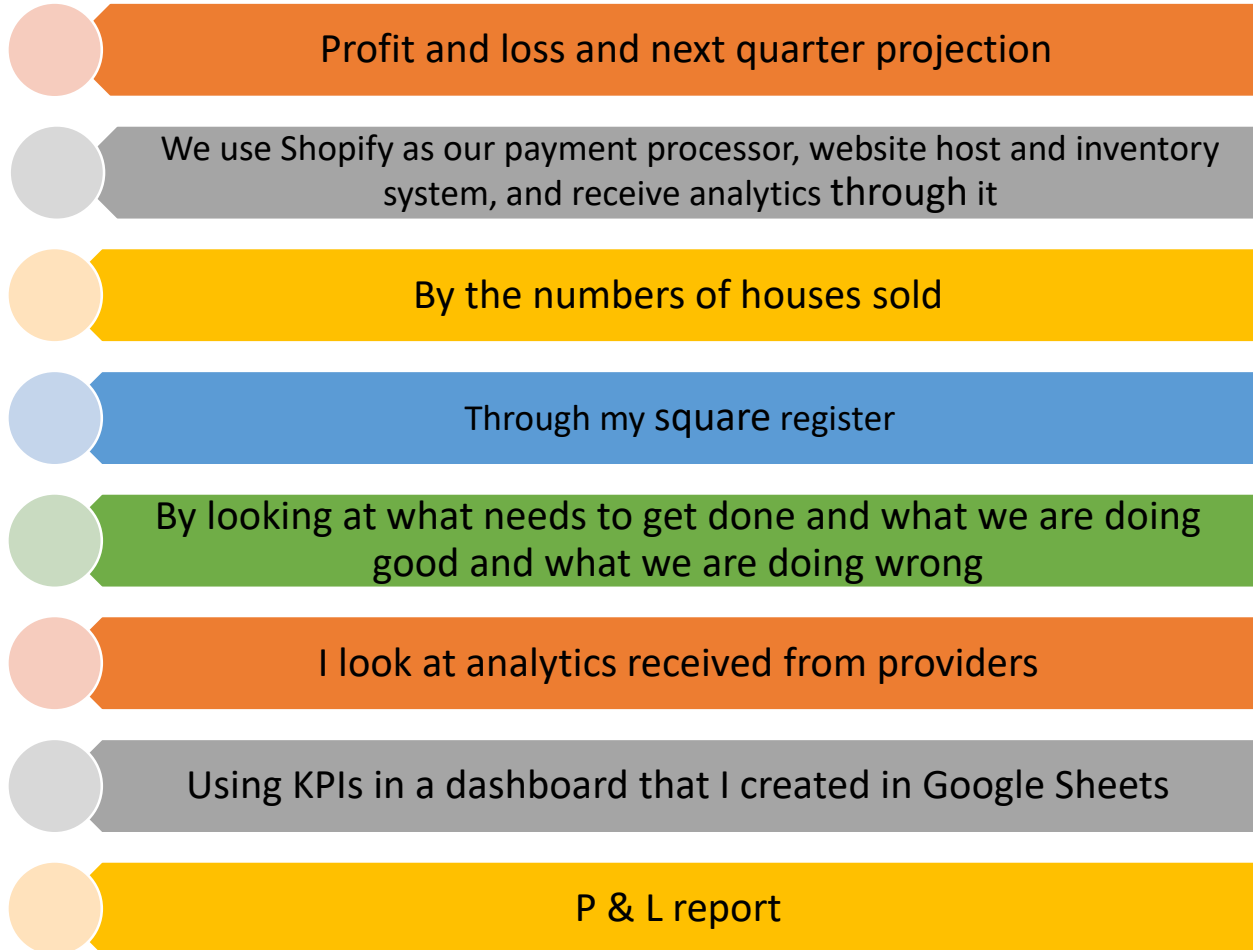 Profit and loss and next quarter projection
We use Shopify as our payment processor, website host and inventory
system, and receive analytics through it
By the numbers of houses sold
Through my square register
By looking at what needs to get done and what we are doing
good and what we are doing wrong
I look at analytics received from providers
Using KPIs in a dashboard that I created in Google Sheets
P & L report